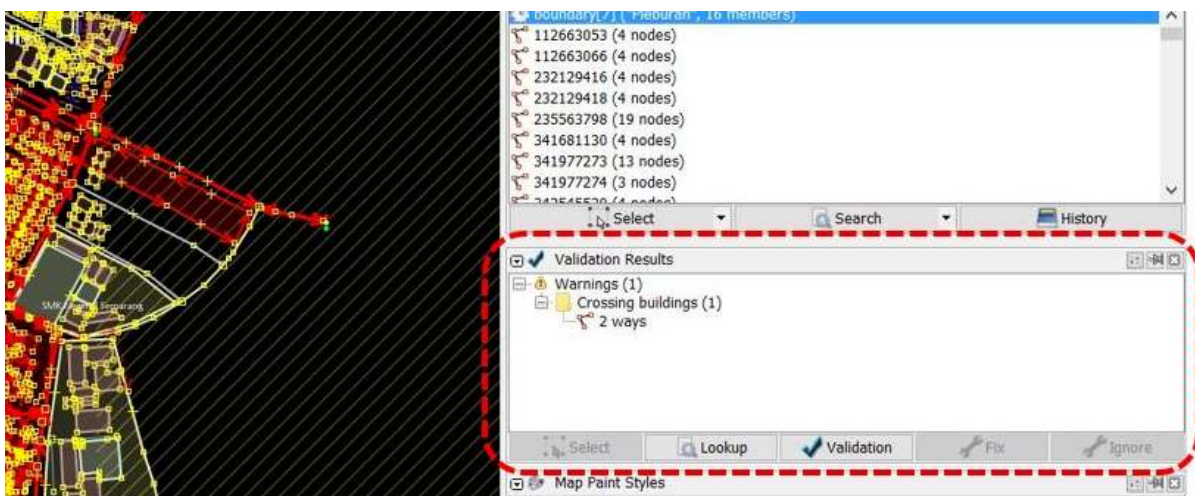 boundary[7] ("Pleburan", 16 members)
112663053 (4 nodes)
112663066 (4 nodes)
232129416 (4 nodes)
232129418 (4 nodes)
235563798 (19 nodes)
341681130 (4 nodes)
341977273 (13 nodes)
341977274 (3 nodes)
Select
Search
History
Validation Results
Warnings (1)
Crossing buildings (1)
2 ways
Select
Lookup
Validation
Fix
Ignore
Map Paint Styles
Semarang